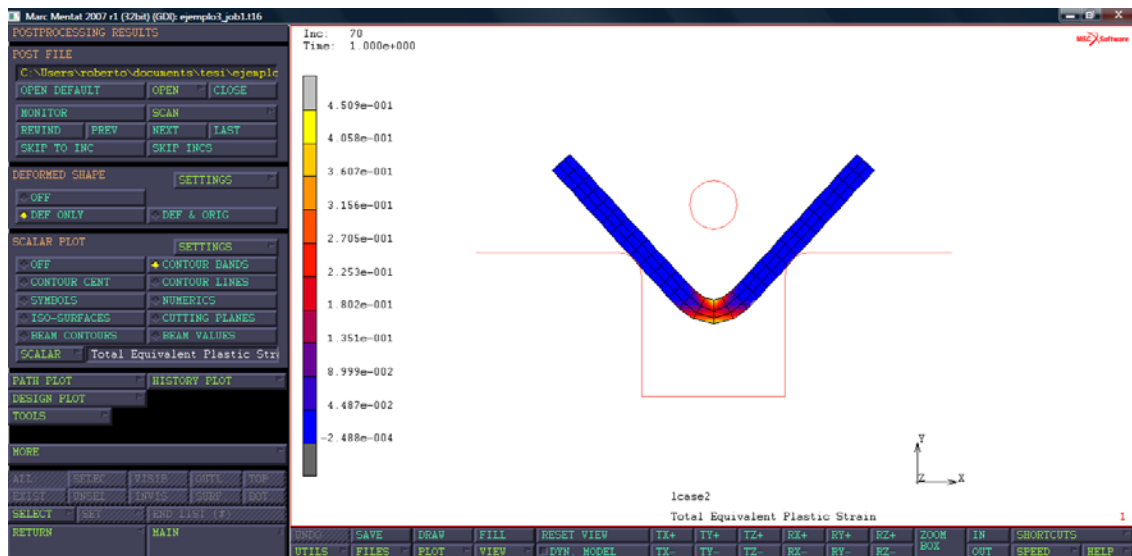 Marc Mentat 2007 r1 (32bit) (GDI): ejemplo3_job1.t16
POSTPROCESSING RESULTS
POST FILE
C:\Users\roberto\documents\tesi\ejemplo
OPEN DEFAULT OPEN CLOSE
MONITOR SCAN
REWIND PREV NEXT LAST
SKIP TO INC SKIP INCS
DEFORMED SHAPE SETTINGS
OFF
DEF ONLY DEF & ORIG
SCALAR PLOT SETTINGS
OFF CONTOUR BANDS
CONTOUR CENT CONTOUR LINES
SYMBOLS NUMERICS
ISO-SURFACES CUTTING PLANES
BEAM CONTOURS BEAM VALUES
SCALAR Total Equivalent Plastic Str
PATH PLOT HISTORY PLOT
DESIGN PLOT
TOOLS
MORE
ALL SELEC VISIB OUTL TOP
EXIST UNSEL INVIS SURF BOT
SELECT SET END LIST (#)
RETURN MAIN
Inc: 70
Time: 1.000e+000
MSC Software
4.509e-001
4.058e-001
3.607e-001
3.156e-001
2.705e-001
2.253e-001
1.802e-001
1.351e-001
8.999e-002
4.487e-002
-2.488e-004
Y
Z X
lcase2
Total Equivalent Plastic Strain
1
UNDO SAVE DRAW FILL RESET VIEW TX+ TY+ TZ+ RX+ RY+ RZ+ ZOOM BOX IN SHORTCUTS
UTILS FILES PLOT VIEW DYN. MODEL TX- TY- TZ- RX- RY- RZ- OUT SPEED HELP